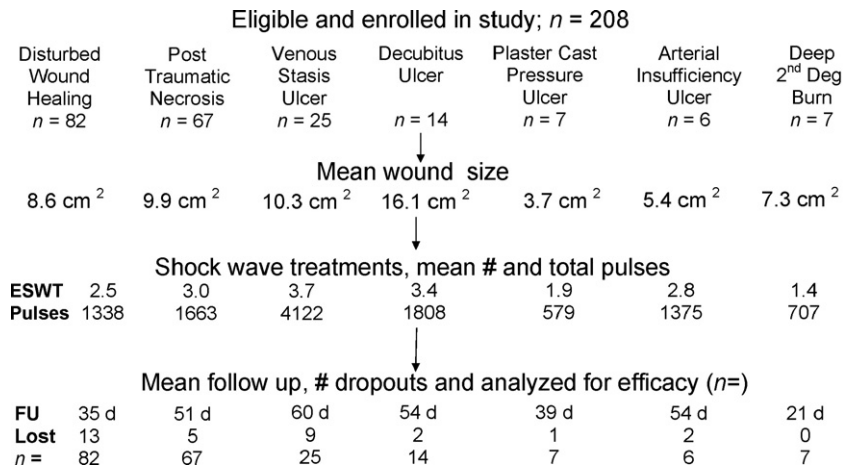 Eligible and enrolled in study; n = 208
Disturbed Wound Healing n = 82
Post Traumatic Necrosis n = 67
Venous Stasis Ulcer n = 25
Decubitus Ulcer n = 14
Plaster Cast Pressure Ulcer n = 7
Arterial Insufficiency Ulcer n = 6
Deep 2nd Deg Burn n = 7
Mean wound size
8.6 cm 2 9.9 cm 2 10.3 cm 2 16.1 cm 2 3.7 cm 2 5.4 cm 2 7.3 cm 2
Shock wave treatments, mean # and total pulses
ESWT 2.5 3.0 3.7 3.4 1.9 2.8 1.4
Pulses 1338 1663 4122 1808 579 1375 707
Mean follow up, # dropouts and analyzed for efficacy (n=)
FU 35 d 51 d 60 d 54 d 39 d 54 d 21 d
Lost 13 5 9 2 1 2 0
n = 82 67 25 14 7 6 7